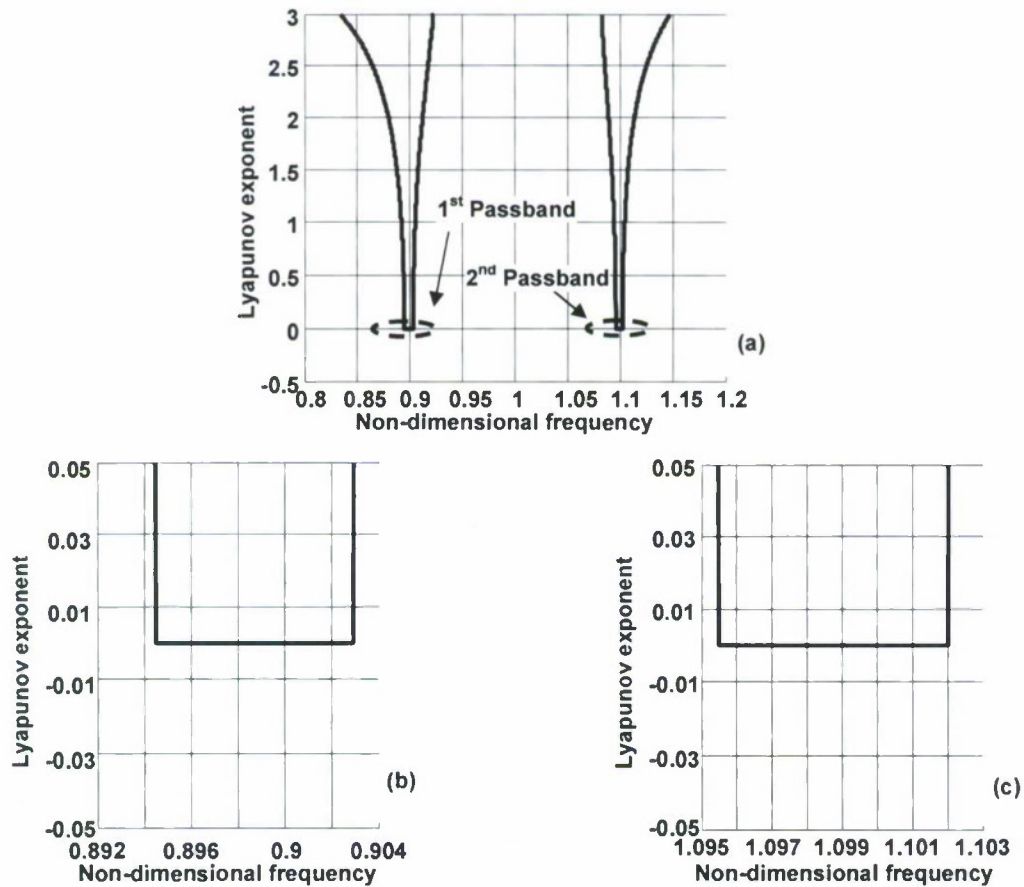 3
2.5
2
1.5
1
0.5
0
-0.5
Lyapunov exponent
1st Passband
2nd Passband
(a)
0.8 0.85 0.9 0.95 1 1.05 1.1 1.15 1.2
Non-dimensional frequency
0.05
0.03
0.01
-0.01
-0.03
-0.05
Lyapunov exponent
(b)
0.892 0.896 0.9 0.904
Non-dimensional frequency
0.05
0.03
0.01
-0.01
-0.03
-0.05
Lyapunov exponent
(c)
1.095 1.097 1.099 1.101 1.103
Non-dimensional frequency